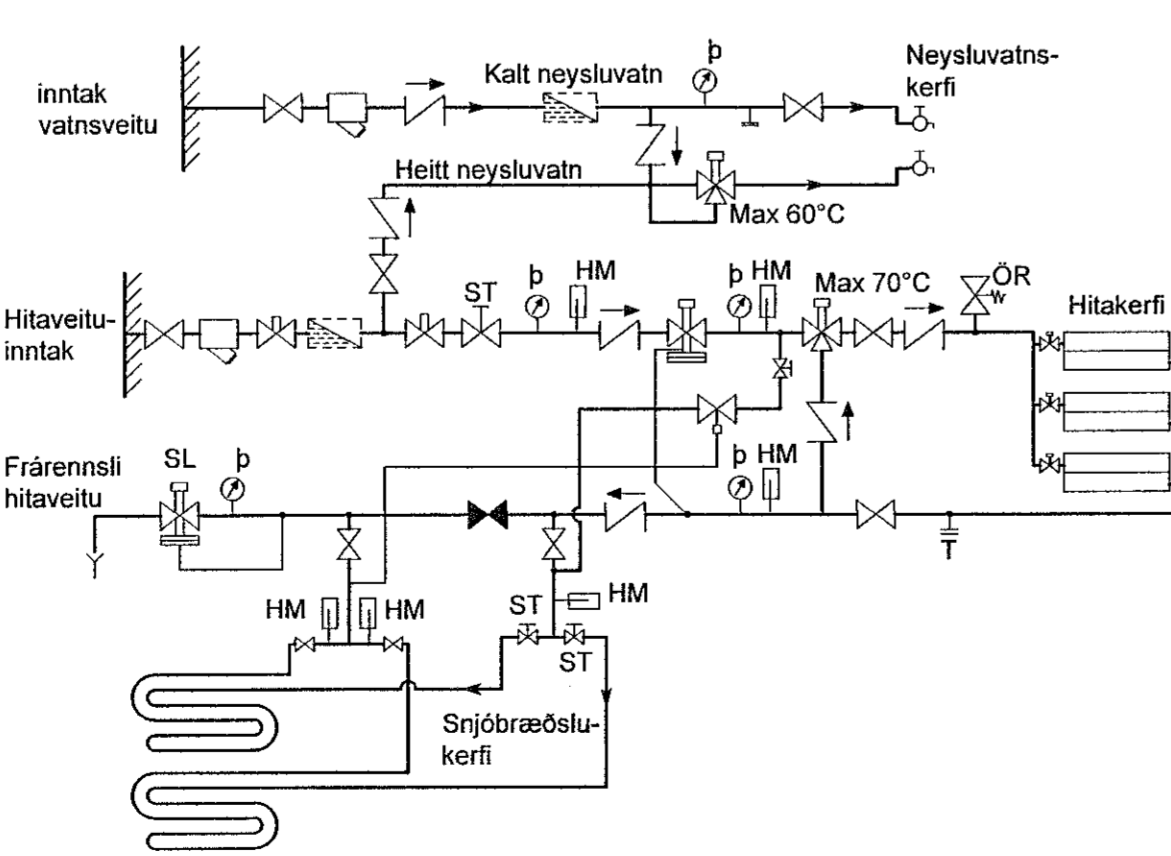 inntak
vatnsveitu
Kalt neysluvatn
þ
Neysluvatns-
kerfi
Heitt neysluvatn
Max 60°C
Hitaveitu-
inntak
ST
þ
HM
þ
HM
Max 70°C
ÖR
Hitakerfi
Frárennsli
hitaveitu
SL
þ
þ
HM
HM
HM
ST
HM
ST
Snjóbræðslu-
kerfi